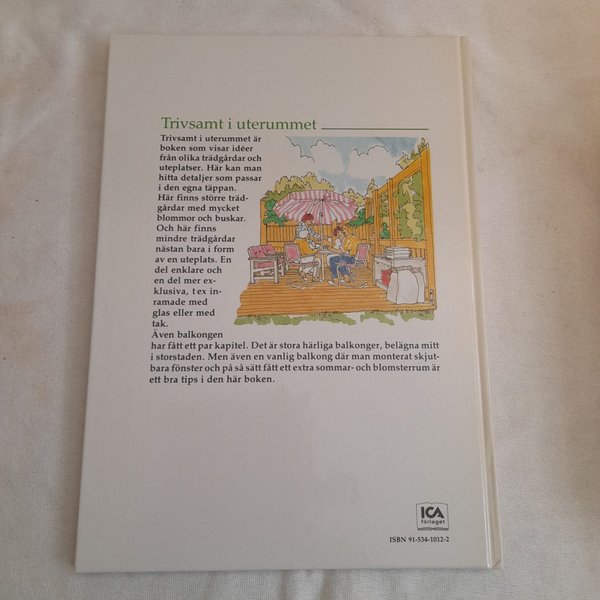 Trivsamt i uterummet
Trivsamt i uterummet är
boken som visar idéer
från olika trädgårdar och
uteplatser. Här kan man
hitta detaljer som passar
i den egna täppan.
Här finns större träd-
gårdar med mycket
blommor och buskar.
Och här finns
mindre trädgårdar
nästan bara i form
av en uteplats. En
del enklare och
en del mer ex-
klusiva, t ex in-
ramade med
glas eller med
tak.
Även balkongen
har fått ett par kapitel. Det är stora härliga balkonger, belägna mitt
i storstaden. Men även en vanlig balkong där man monterat skjut-
bara fönster och på så sätt fått ett extra sommar- och blomsterrum är
ett bra tips i den här boken.
ICA
förlaget
ISBN 91-534-1012-2